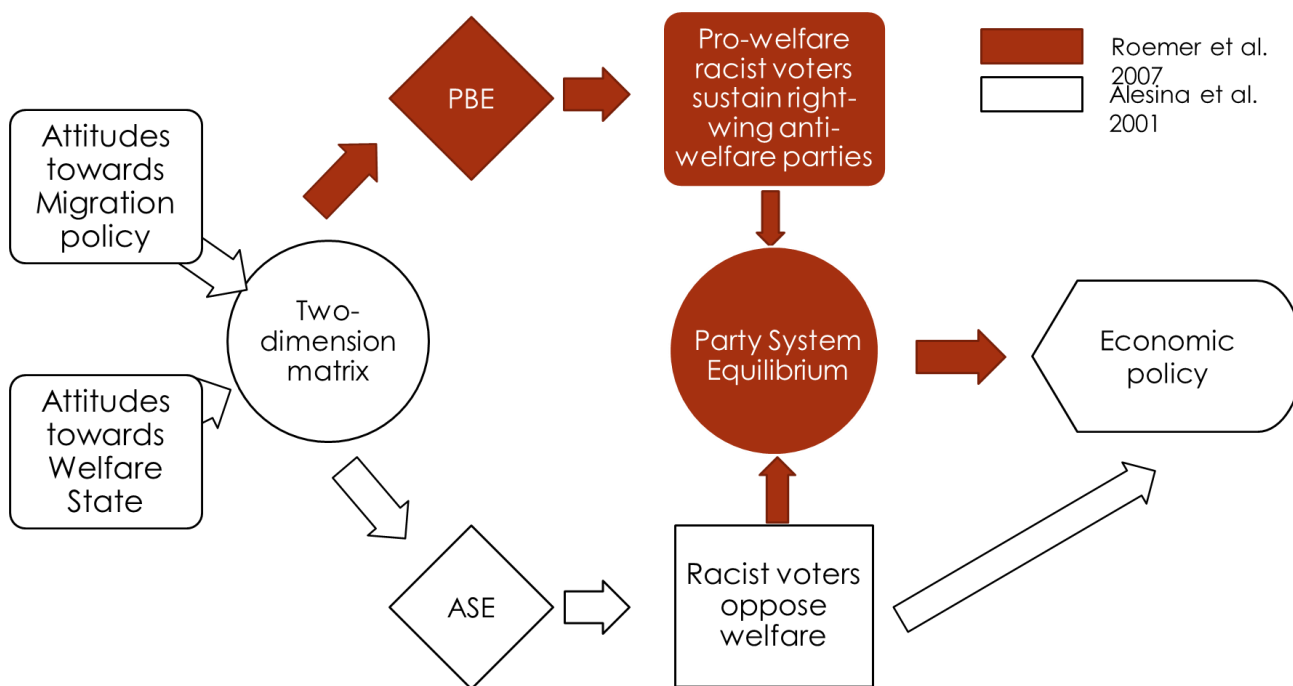 Attitudes
towards
Migration
policy
Attitudes
towards
Welfare
State
Two-
dimension
matrix
PBE
ASE
Pro-welfare
racist voters
sustain right-
wing anti-
welfare parties
Party System
Equilibrium
Racist voters
oppose
welfare
Economic
policy
Roemer et al.
2007
Alesina et al.
2001